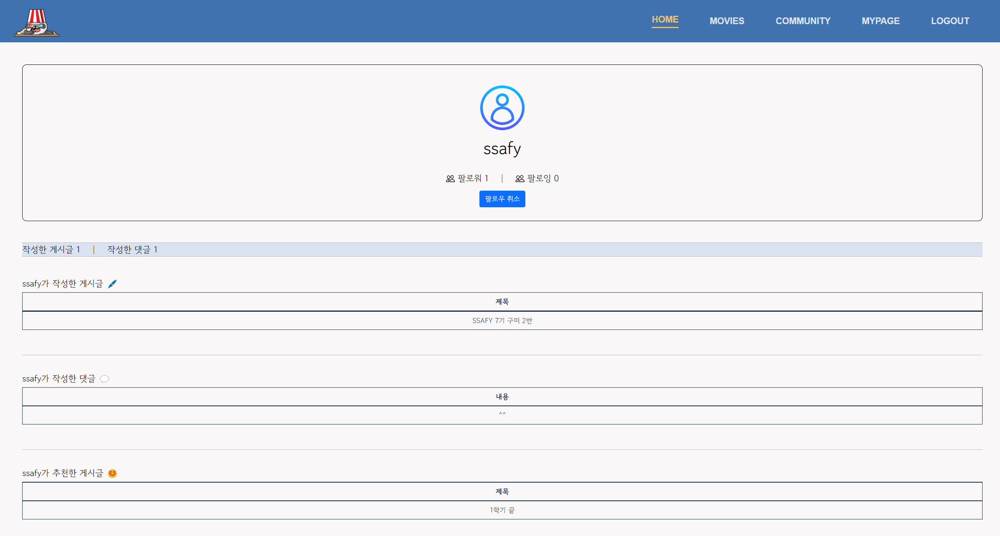 HOME MOVIES COMMUNITY MYPAGE LOGOUT
ssafy
팔로워 1 | 팔로잉 0
팔로우 취소
작성한 게시글 1 | 작성한 댓글 1
ssafy가 작성한 게시글
제목
SSAFY 7기 구미 2반
ssafy가 작성한 댓글
내용
^^
ssafy가 추천한 게시글
제목
1학기 끝